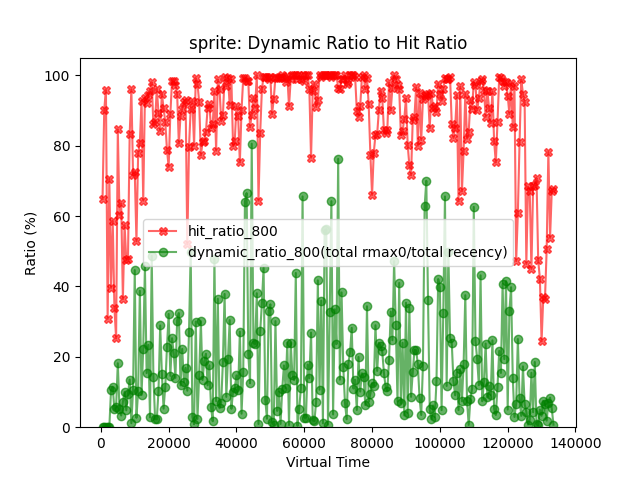 sprite: Dynamic Ratio to Hit Ratio
100
80
60
40
20
0
Ratio (%)
hit_ratio_800
dynamic_ratio_800(total rmax0/total recency)
0 20000 40000 60000 80000 100000 120000 140000
Virtual Time